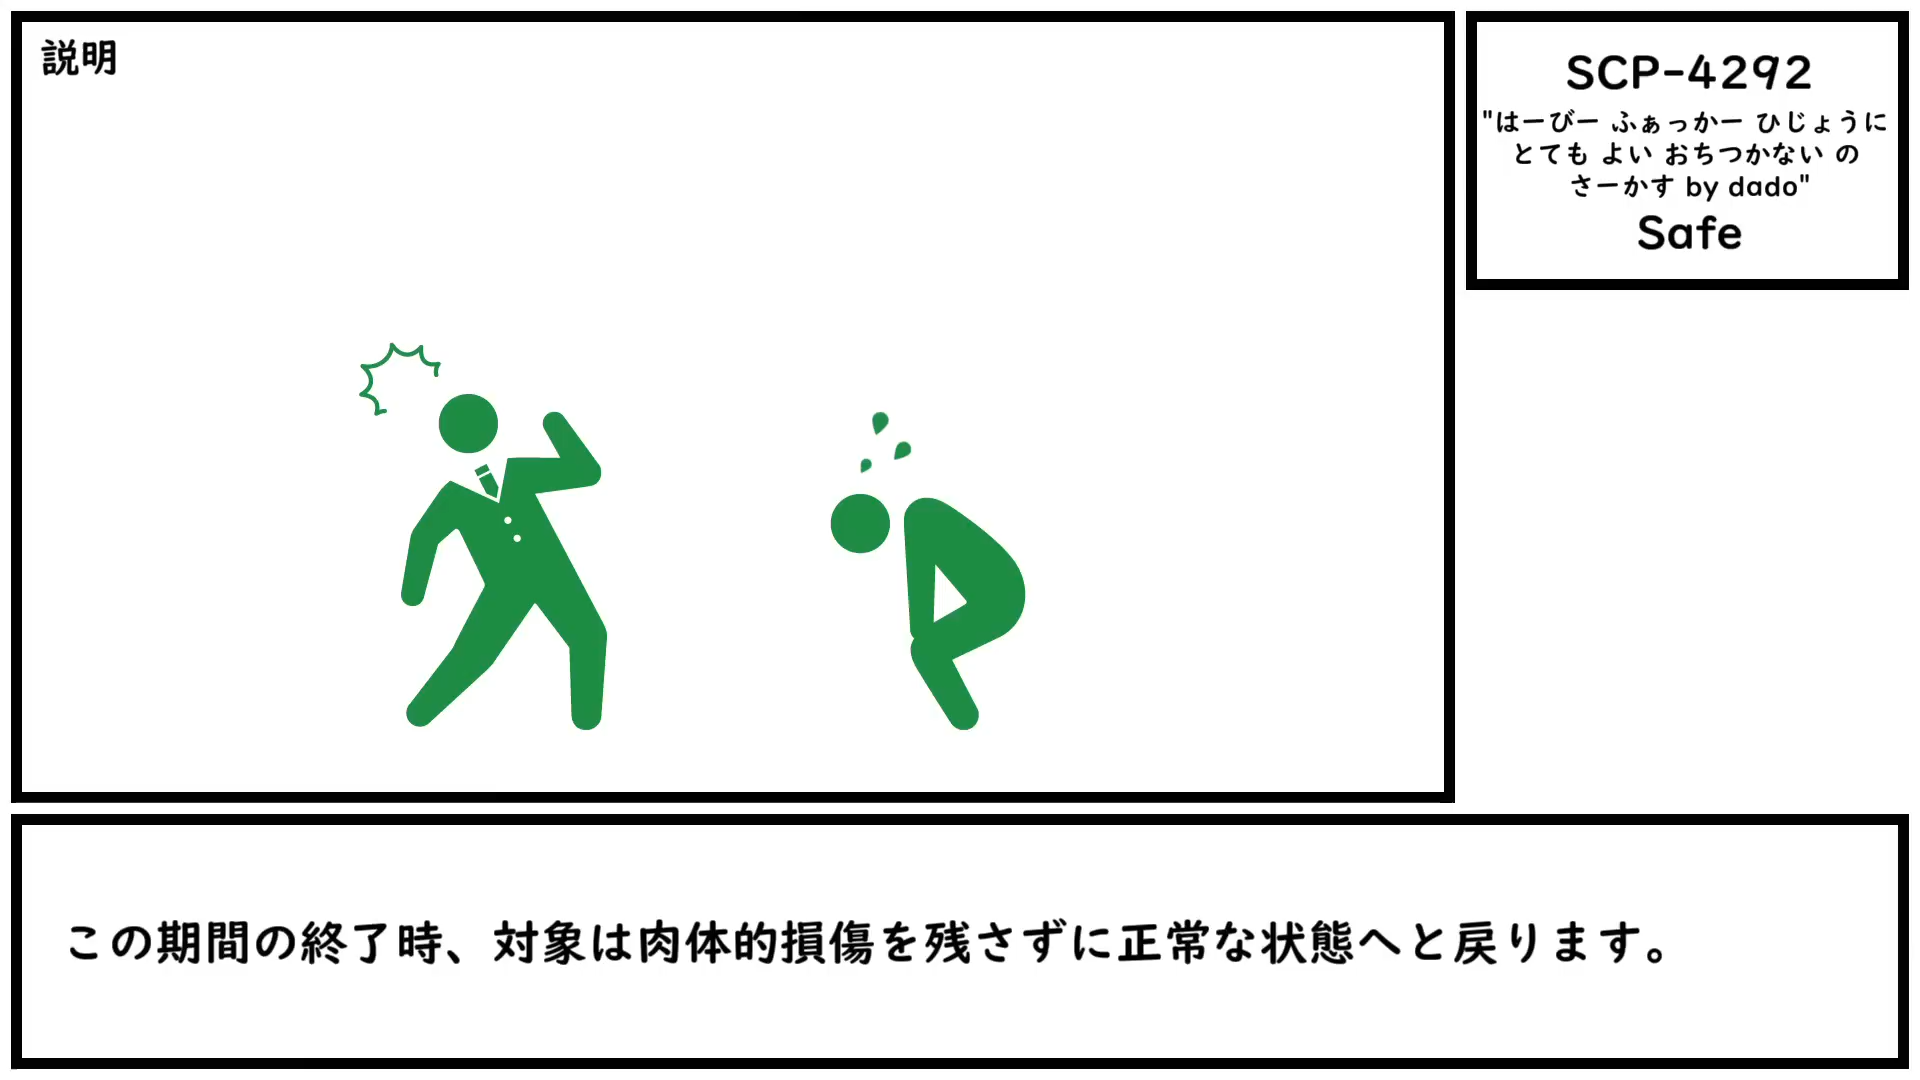 説明
SCP-4292
"はーびー ふぁっかー ひじょうに
とても よい おちつかない の
さーかす by dado"
Safe
この期間の終了時、対象は肉体的損傷を残さずに正常な状態へと戻ります。